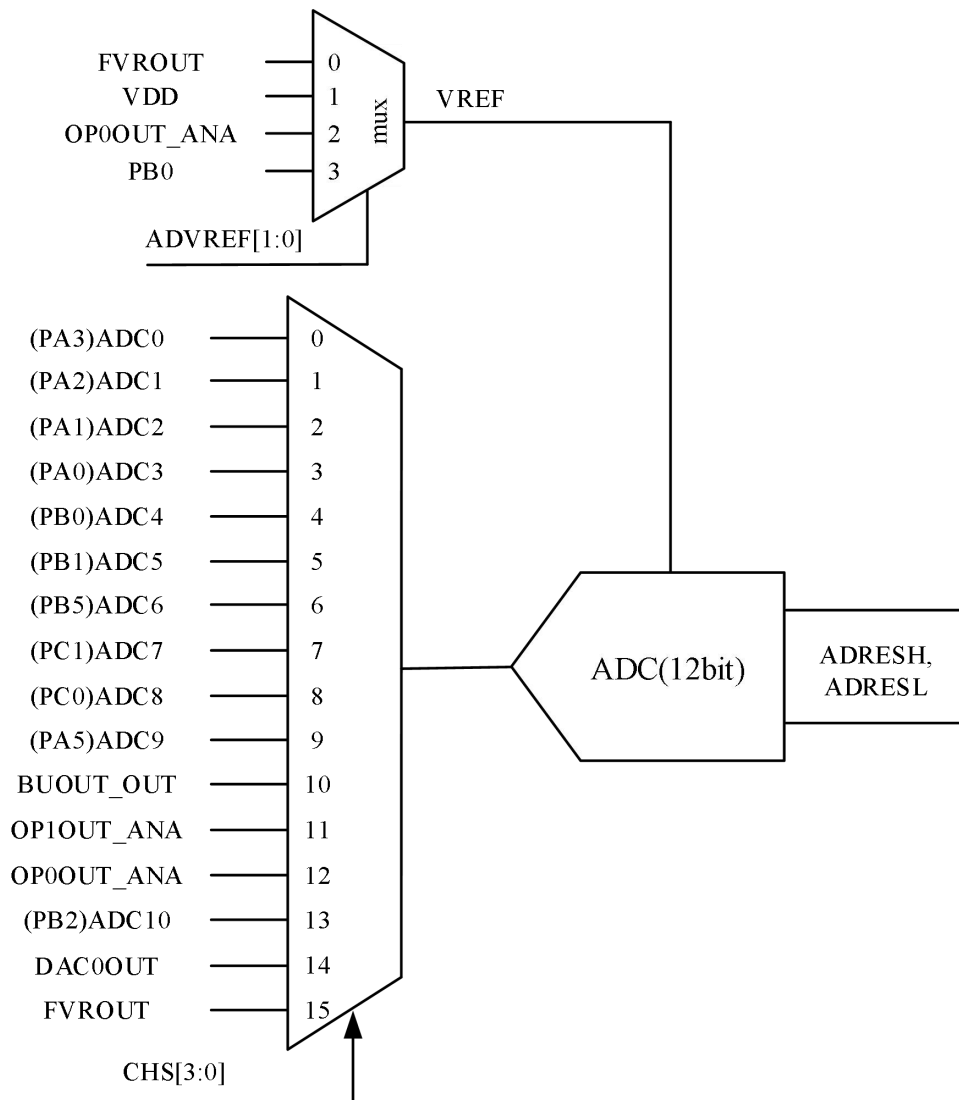 FVROUT 0
VDD 1
OP0OUT_ANA 2
PB0 3
mux
VREF
ADVREF[1:0]
(PA3)ADC0 0
(PA2)ADC1 1
(PA1)ADC2 2
(PA0)ADC3 3
(PB0)ADC4 4
(PB1)ADC5 5
(PB5)ADC6 6
(PC1)ADC7 7
(PC0)ADC8 8
(PA5)ADC9 9
BUOUT_OUT 10
OP1OUT_ANA 11
OP0OUT_ANA 12
(PB2)ADC10 13
DAC0OUT 14
FVROUT 15
CHS[3:0]
ADC(12bit)
ADRESH,
ADRESL